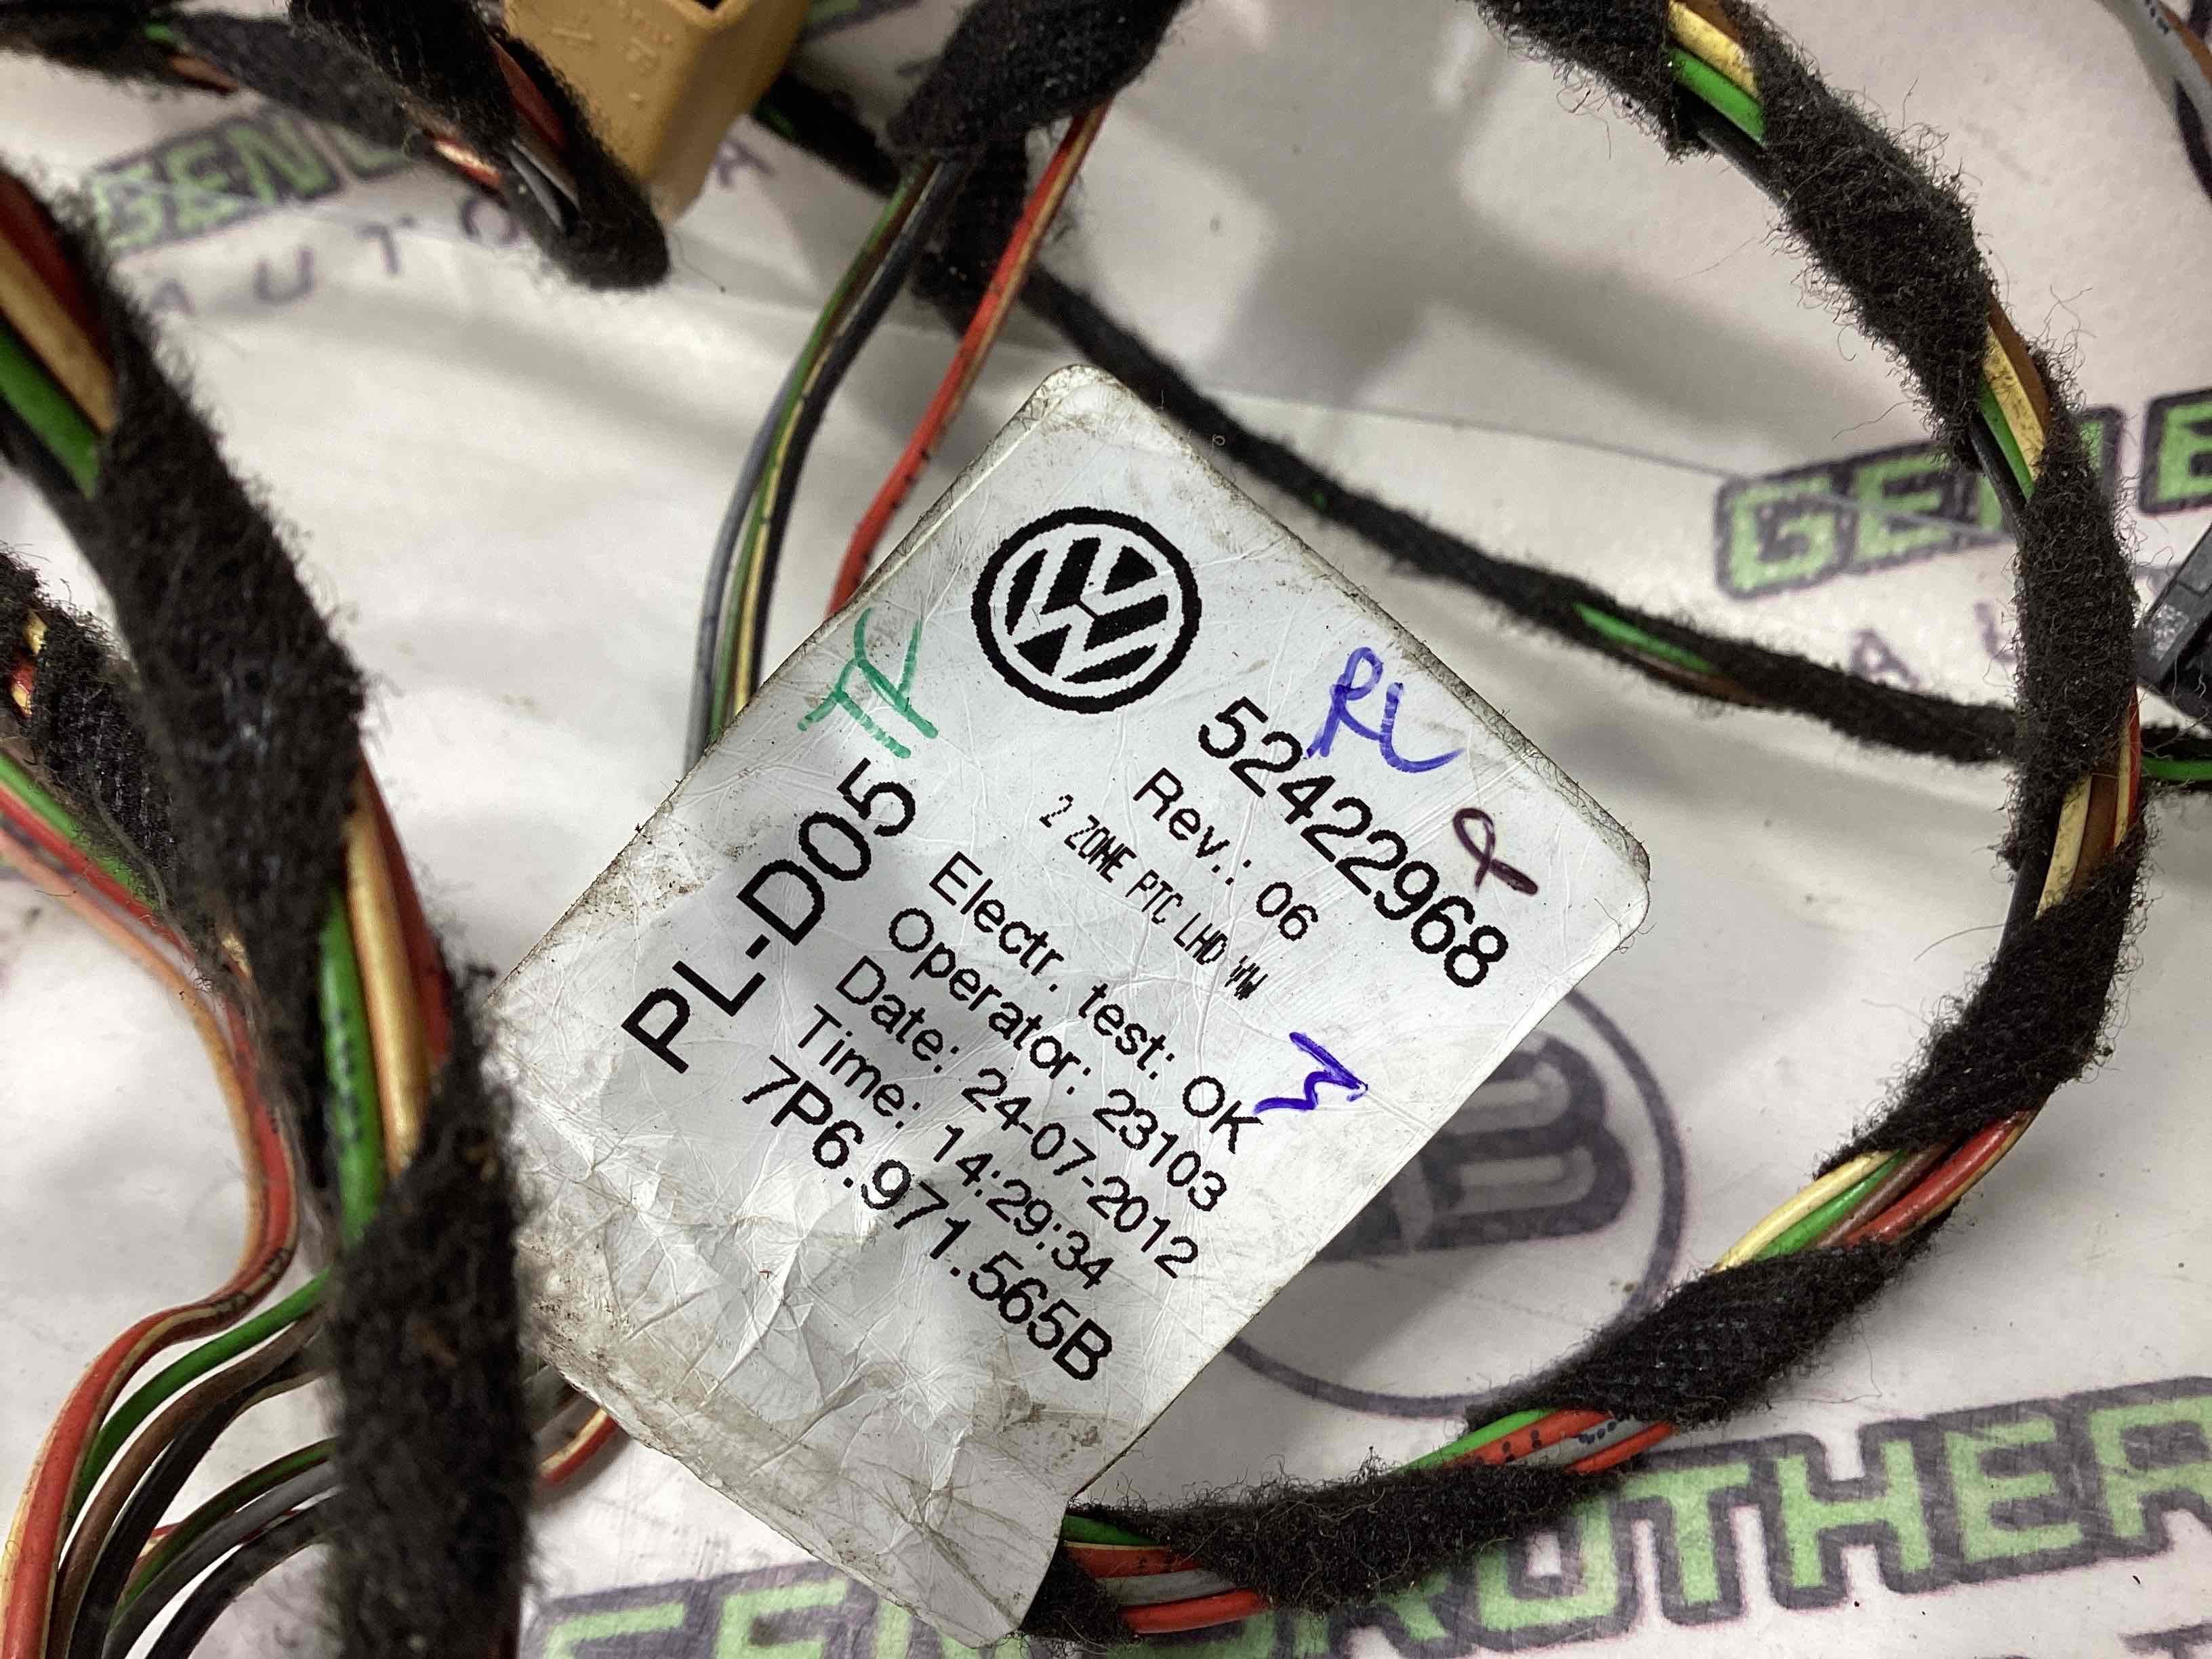 52422968
Rev.: 06
2 ZONE PTC LHD VW
Electr. test: OK
Operator: 23103
Date: 24-07-2012
Time: 14:29:34
7P6.971.565B
PL-D05
RL